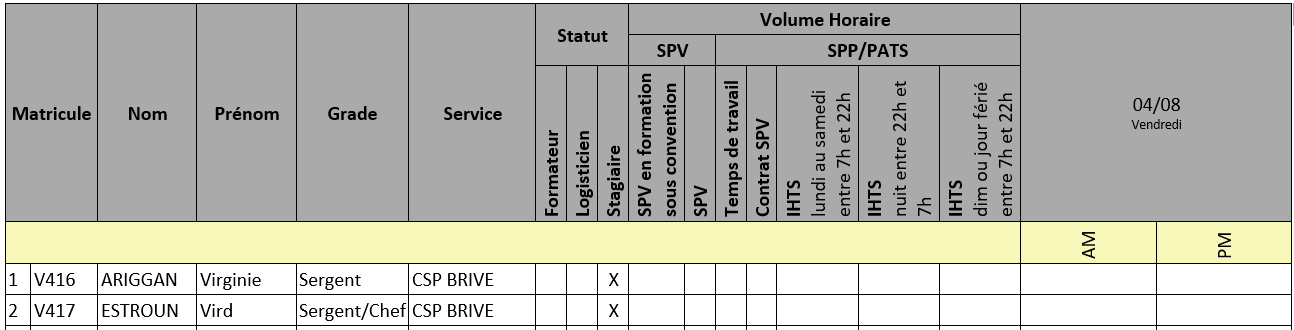 Matricule
Nom
Prénom
Grade
Service
Statut
Formateur
Logisticien
Stagiaire
Volume Horaire
SPV
SPP/PATS
SPV en formation
sous convention
SPV
Temps de travail
Contrat SPV
IHTS
lundi au samedi
entre 7h et 22h
IHTS
nuit entre 22h et
7h
IHTS
dim ou jour férié
entre 7h et 22h
04/08
Vendredi
AM
PM
1 V416 ARIGGAN Virginie Sergent CSP BRIVE X
2 V417 ESTROUN Vird Sergent/Chef CSP BRIVE X